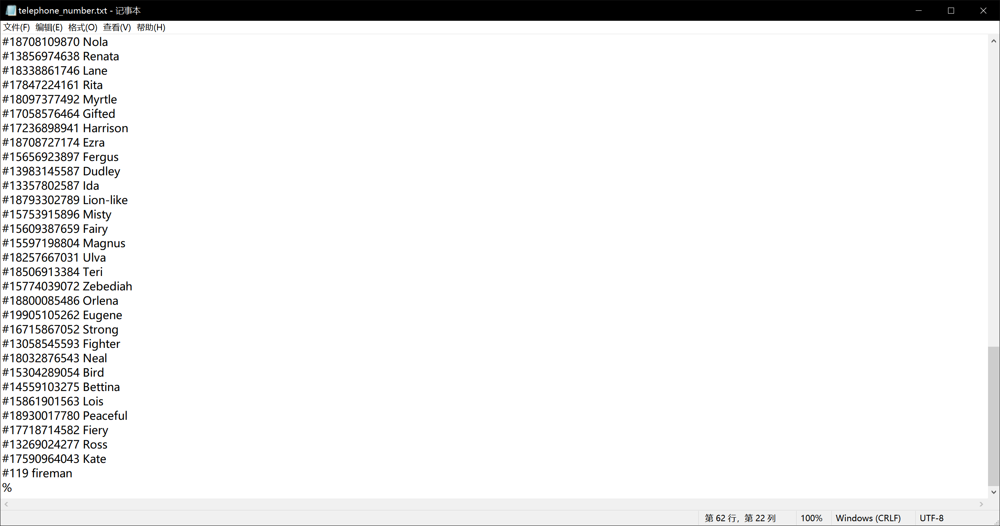 telephone_number.txt - 记事本
文件(F) 编辑(E) 格式(O) 查看(V) 帮助(H)
#18708109870 Nola
#13856974638 Renata
#18338861746 Lane
#17847224161 Rita
#18097377492 Myrtle
#17058576464 Gifted
#17236898941 Harrison
#18708727174 Ezra
#15656923897 Fergus
#13983145587 Dudley
#13357802587 Ida
#18793302789 Lion-like
#15753915896 Misty
#15609387659 Fairy
#15597198804 Magnus
#18257667031 Ulva
#18506913384 Teri
#15774039072 Zebediah
#18800085486 Orlena
#19905105262 Eugene
#16715867052 Strong
#13058545593 Fighter
#18032876543 Neal
#15304289054 Bird
#14559103275 Bettina
#15861901563 Lois
#18930017780 Peaceful
#17718714582 Fiery
#13269024277 Ross
#17590964043 Kate
#119 fireman
%
第 62 行，第 22 列 100% Windows (CRLF) UTF-8